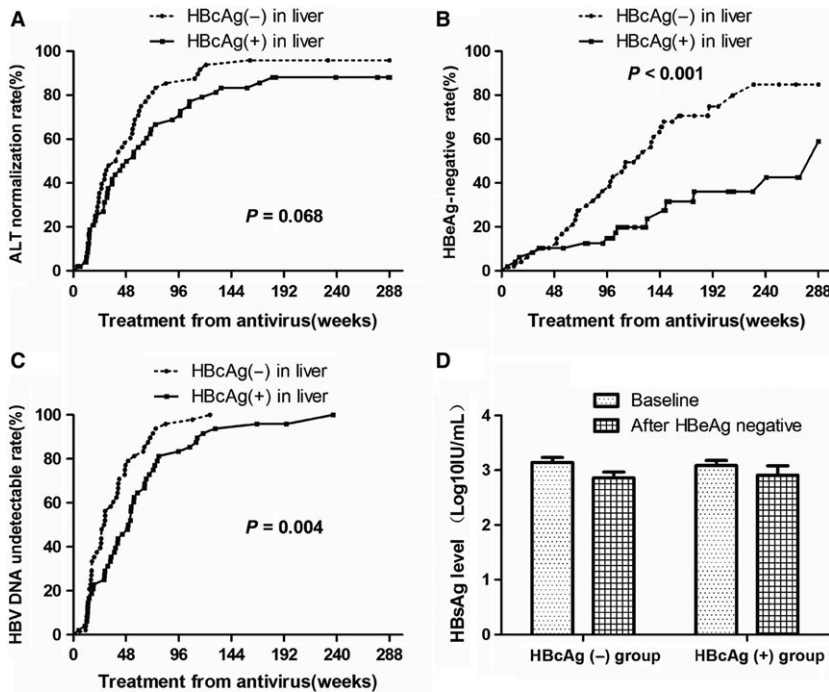 A
HBcAg(−) in liver
HBcAg(+) in liver
ALT normalization rate(%)
100
80
60
40
20
0
P = 0.068
0 48 96 144 192 240 288
Treatment from antivirus(weeks)
B
HBcAg(−) in liver
HBcAg(+) in liver
HBeAg-negative rate(%)
100
80
60
40
20
0
P < 0.001
0 48 96 144 192 240 288
Treatment from antivirus(weeks)
C
HBcAg(−) in liver
HBcAg(+) in liver
HBV DNA undetectable rate(%)
100
80
60
40
20
0
P = 0.004
0 48 96 144 192 240 288
Treatment from antivirus(weeks)
D
Baseline
After HBeAg negative
HBsAg level（Log10IU/mL）
4
3
2
1
0
HBcAg (−) group HBcAg (+) group